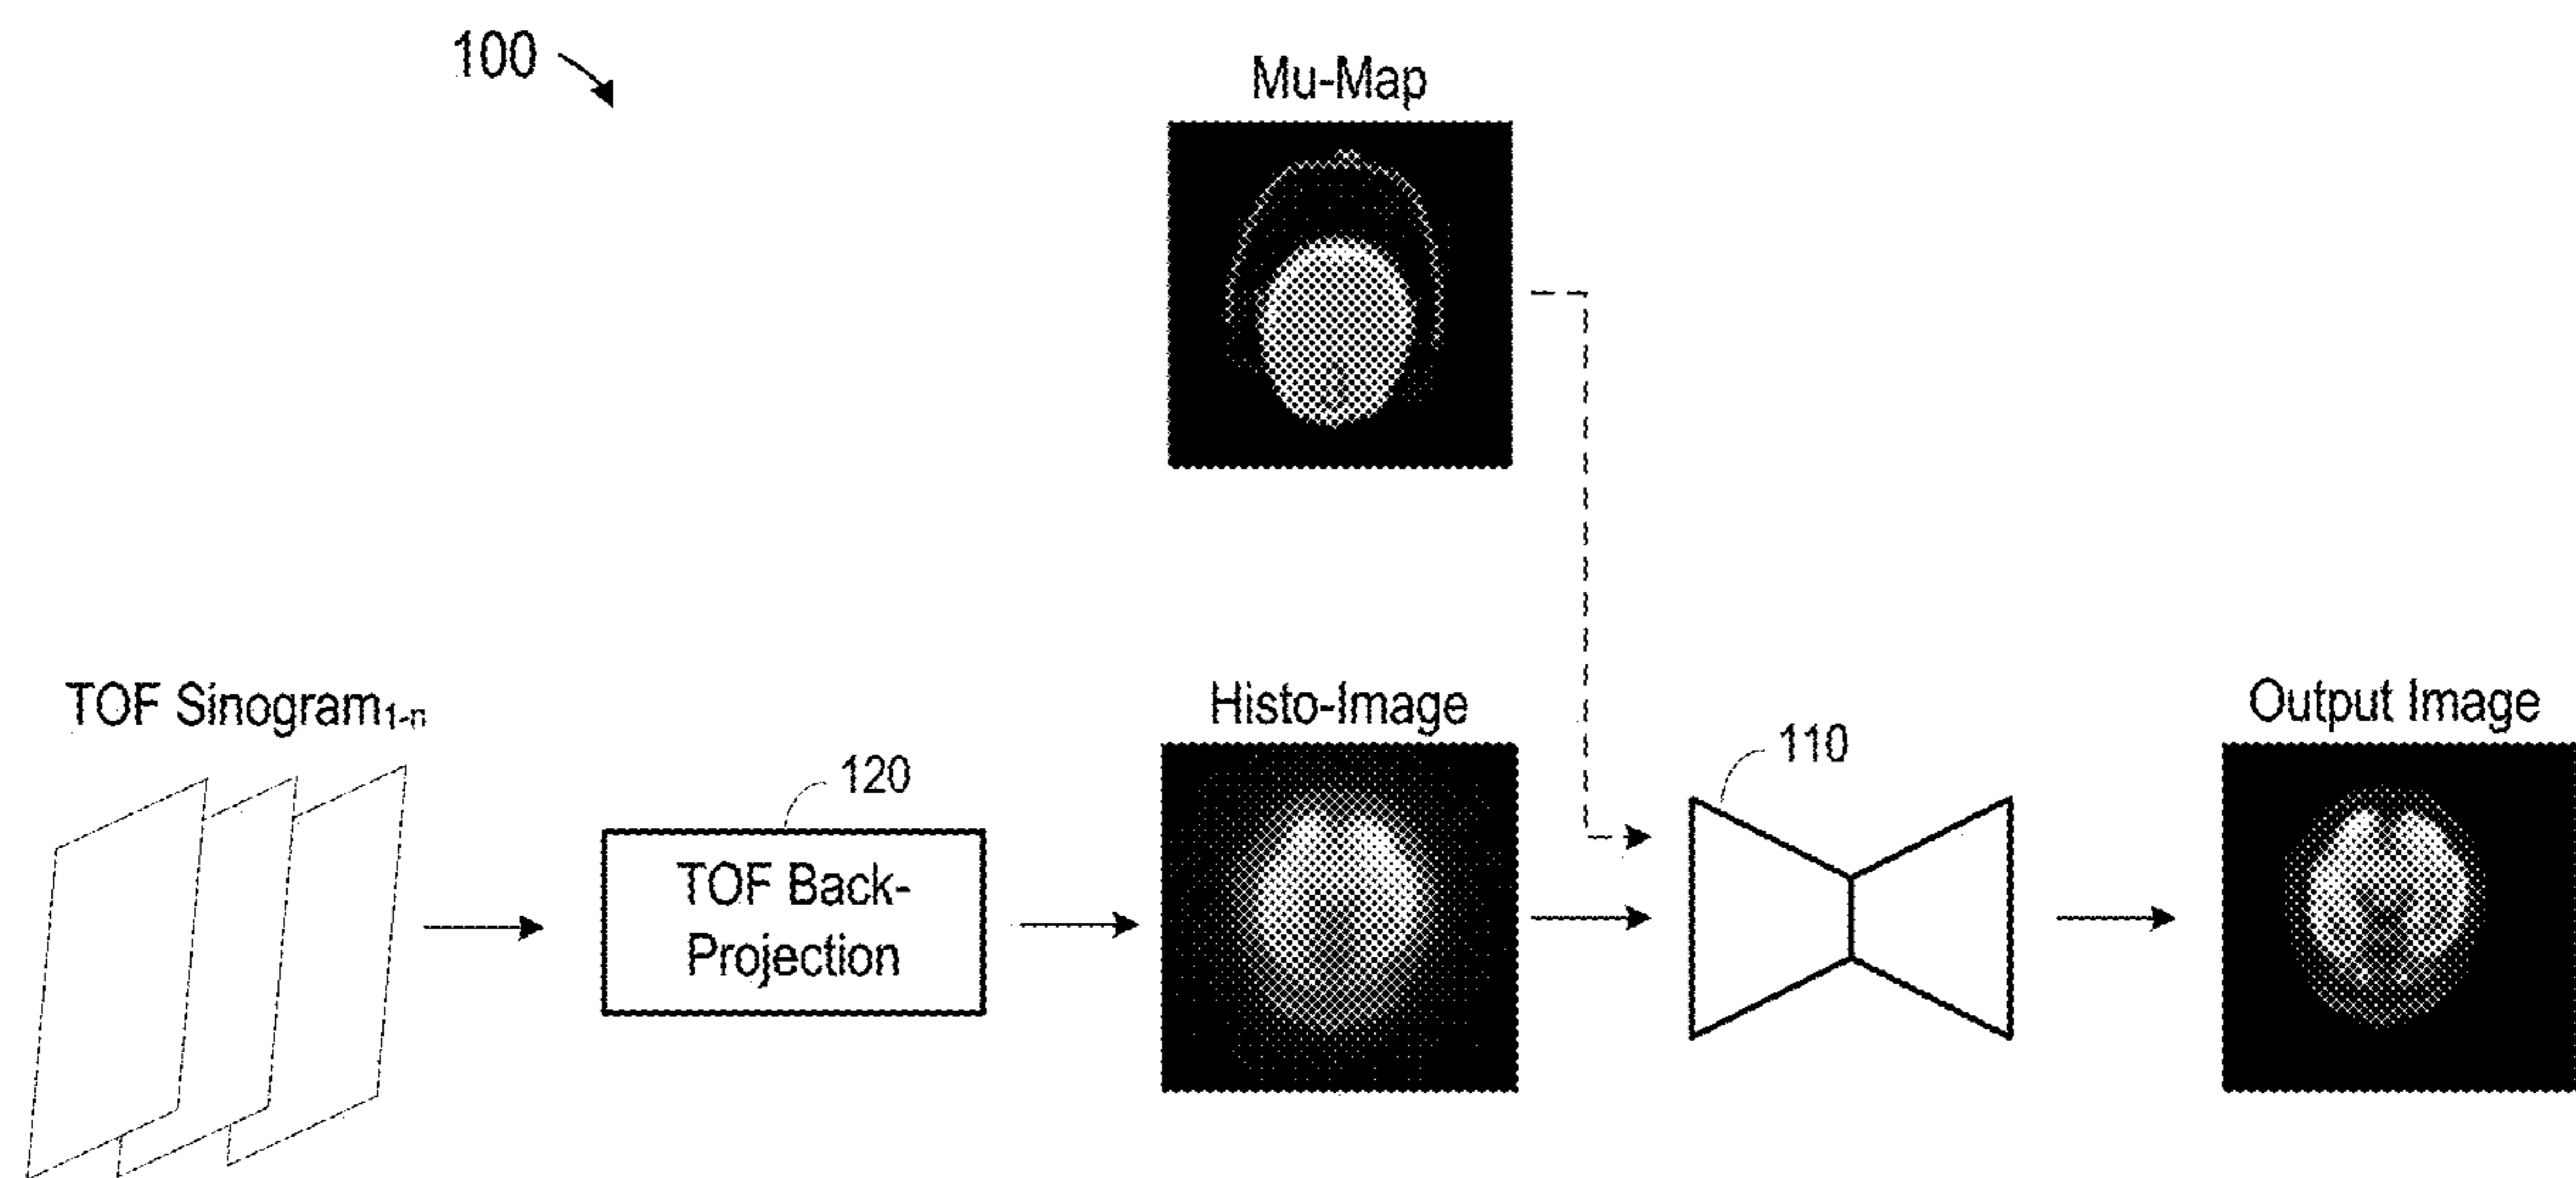 100
Mu-Map
TOF Sinogram1-n
120
TOF Back-
Projection
Histo-Image
110
Output Image